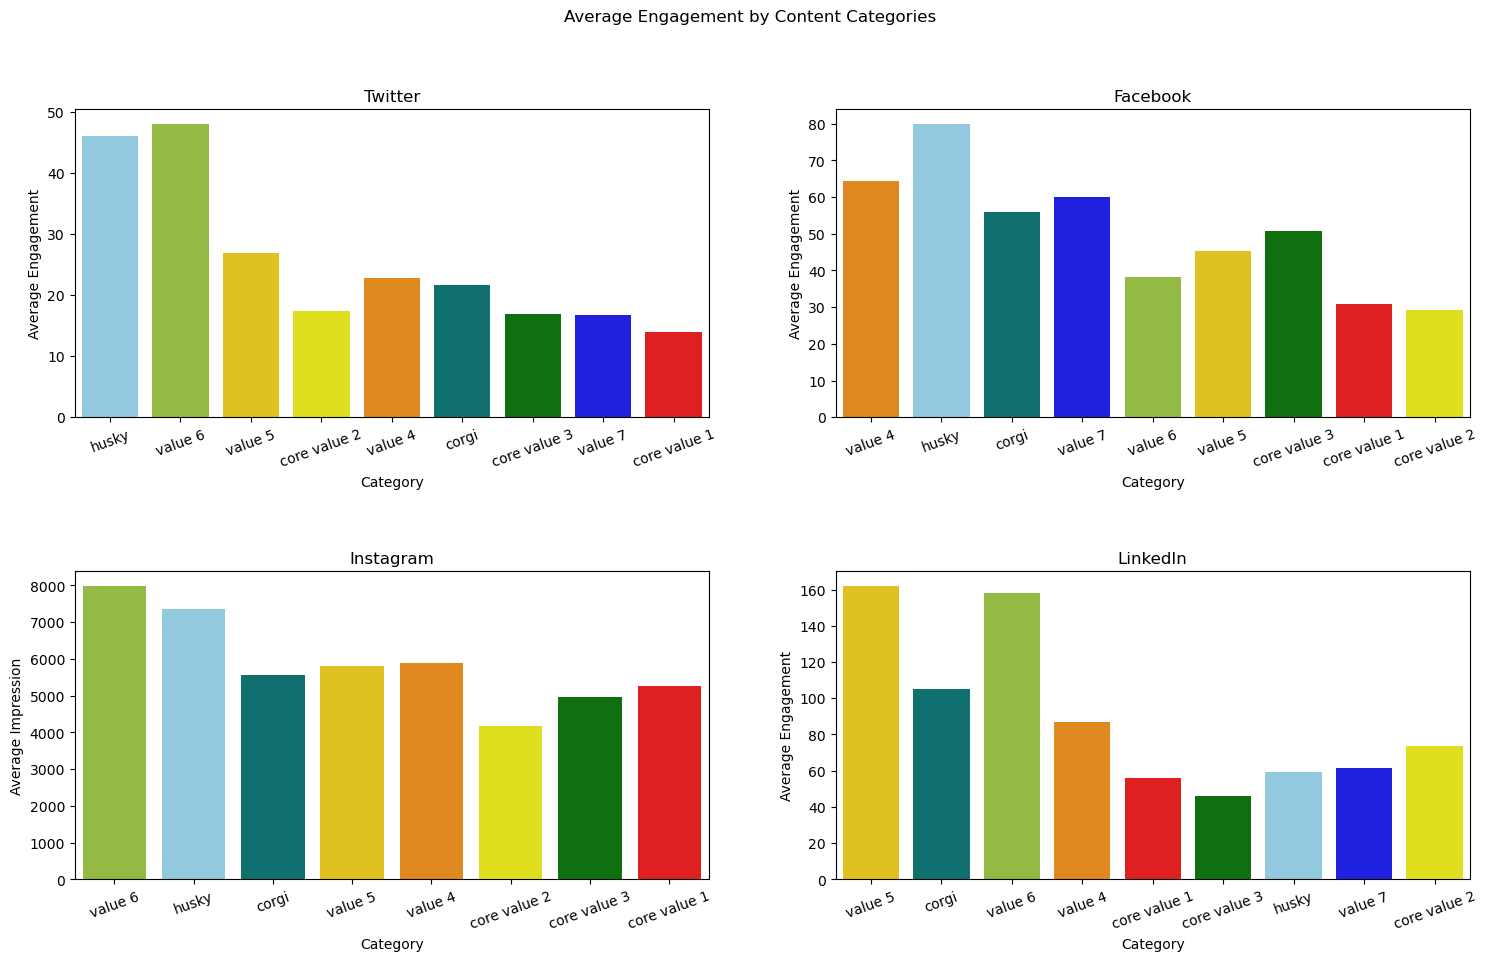 Average Engagement by Content Categories
Twitter
Average Engagement
50
40
30
20
10
0
husky value 6 value 5 core value 2 value 4 corgi core value 3 value 7 core value 1
Category
Facebook
Average Engagement
80
70
60
50
40
30
20
10
0
value 4 husky corgi value 7 value 6 value 5 core value 3 core value 1 core value 2
Category
Instagram
Average Impression
8000
7000
6000
5000
4000
3000
2000
1000
0
value 6 husky corgi value 5 value 4 core value 2 core value 3 core value 1
Category
LinkedIn
Average Engagement
160
140
120
100
80
60
40
20
0
value 5 corgi value 6 value 4 core value 1 core value 3 husky value 7 core value 2
Category